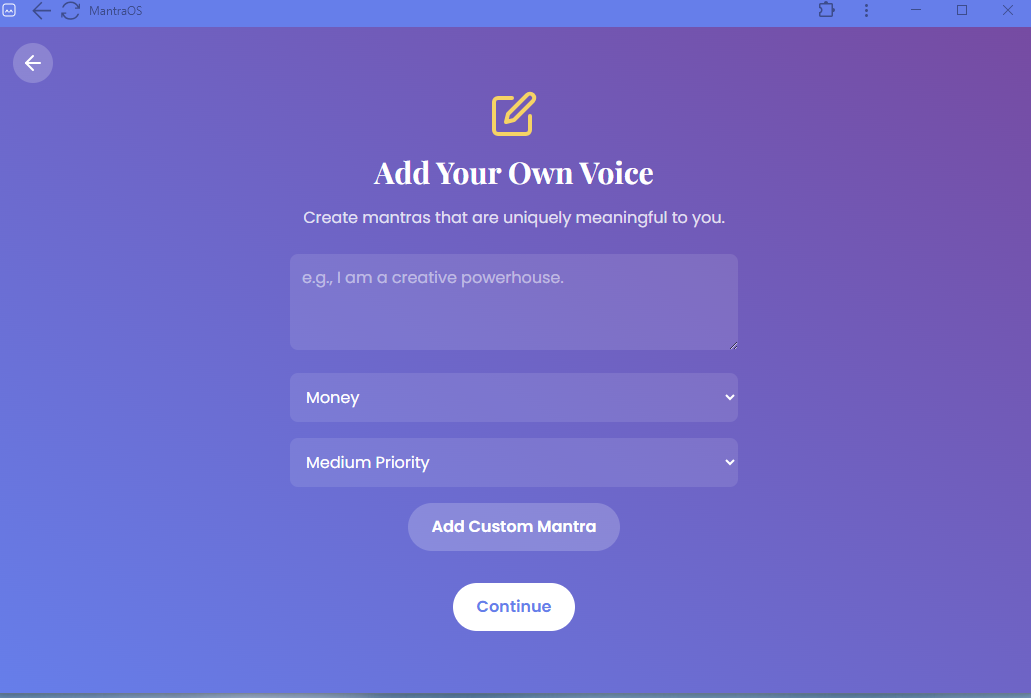 MantraOS
Add Your Own Voice
Create mantras that are uniquely meaningful to you.
e.g., I am a creative powerhouse.
Money
Medium Priority
Add Custom Mantra
Continue